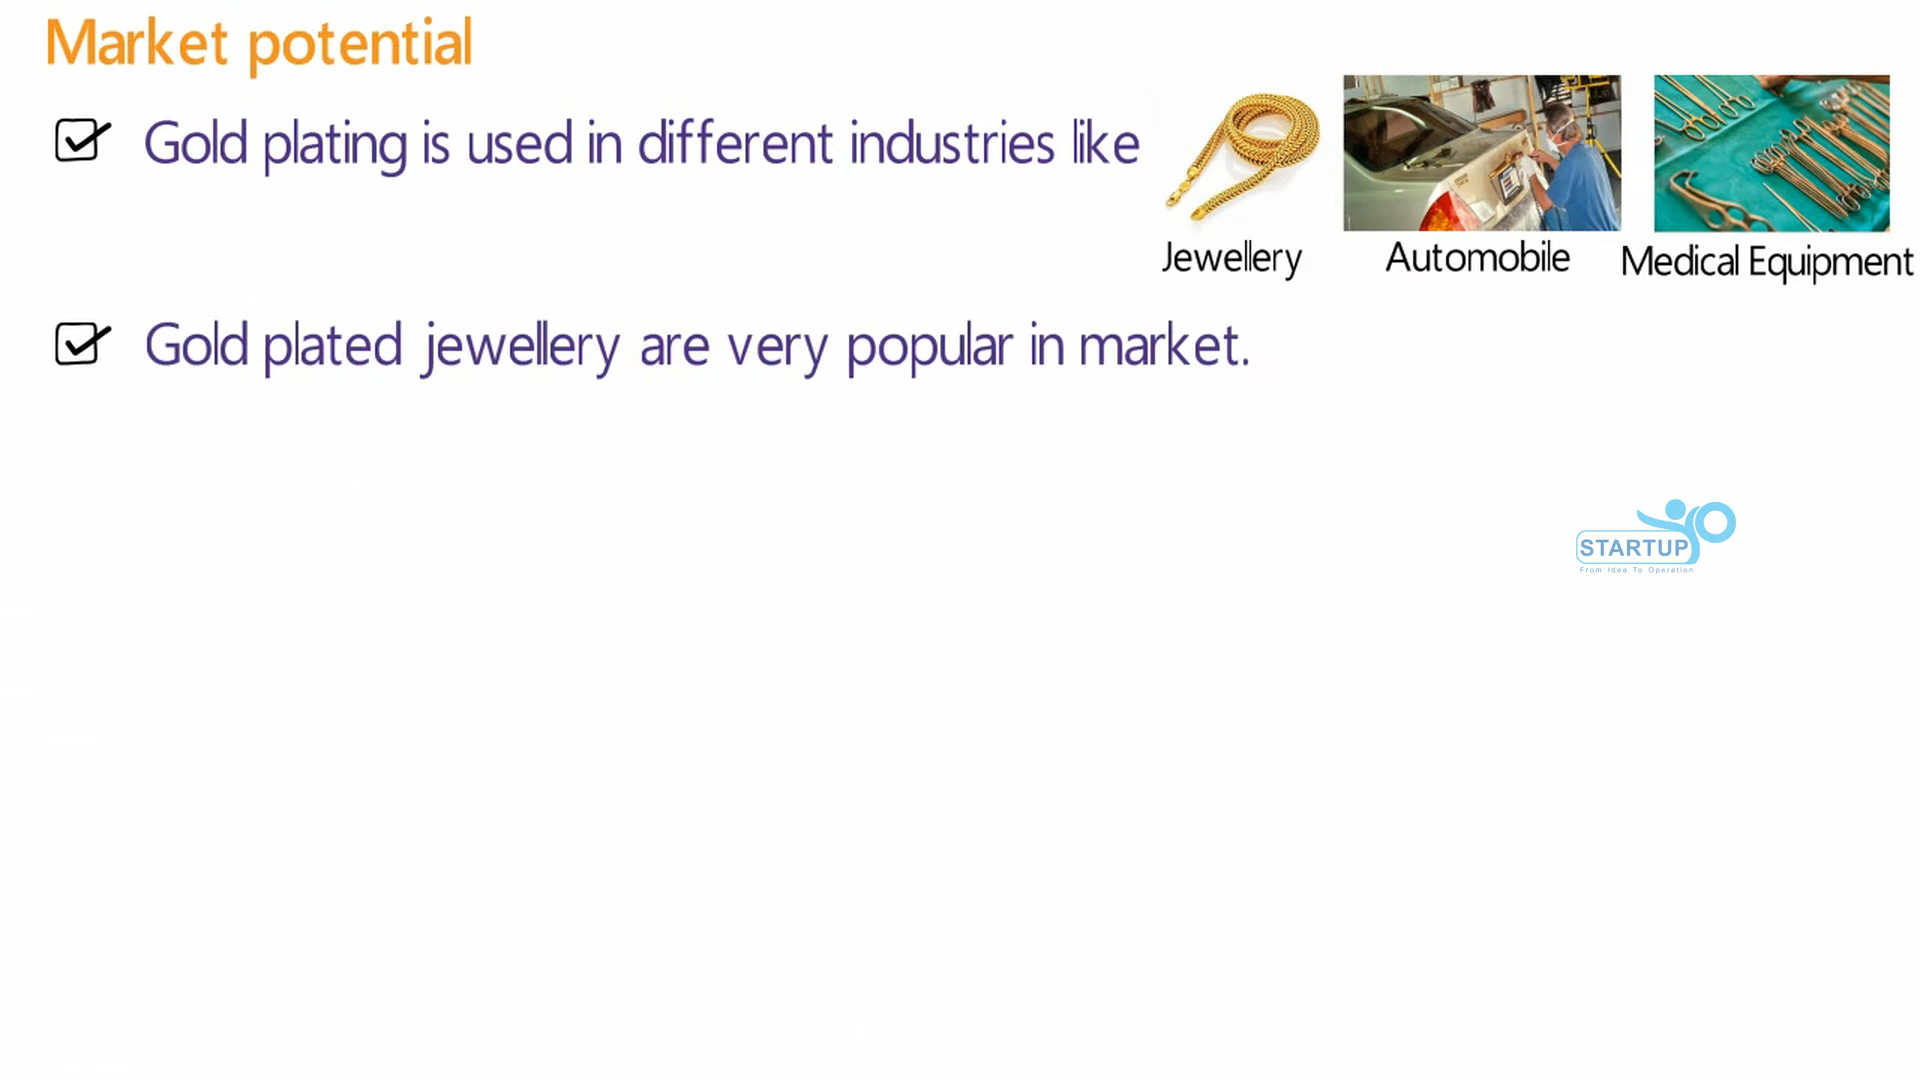 Market potential
Gold plating is used in different industries like
Jewellery
Automobile
Medical Equipment
Gold plated jewellery are very popular in market.
STARTUP
From Idea To Operation